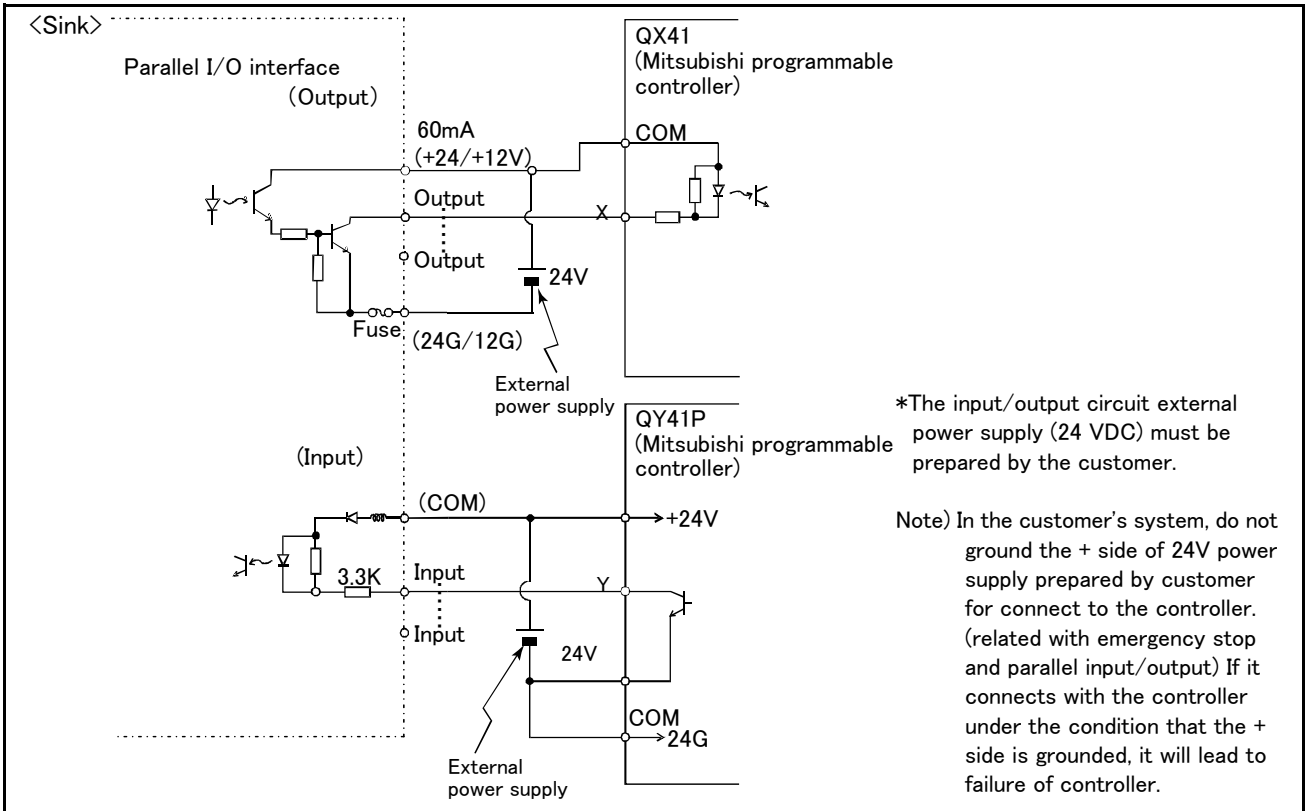 <Sink>
Parallel I/O interface
(Output)
QX41
(Mitsubishi programmable
controller)
60mA
(+24/+12V)
COM
Output
X
Output
24V
Fuse
(24G/12G)
External
power supply
QY41P
(Mitsubishi programmable
controller)
(Input)
(COM)
+24V
3.3K
Input
Y
Input
24V
COM
24G
External
power supply
*The input/output circuit external
power supply (24 VDC) must be
prepared by the customer.
Note) In the customer's system, do not
ground the + side of 24V power
supply prepared by customer
for connect to the controller.
(related with emergency stop
and parallel input/output) If it
connects with the controller
under the condition that the +
side is grounded, it will lead to
failure of controller.